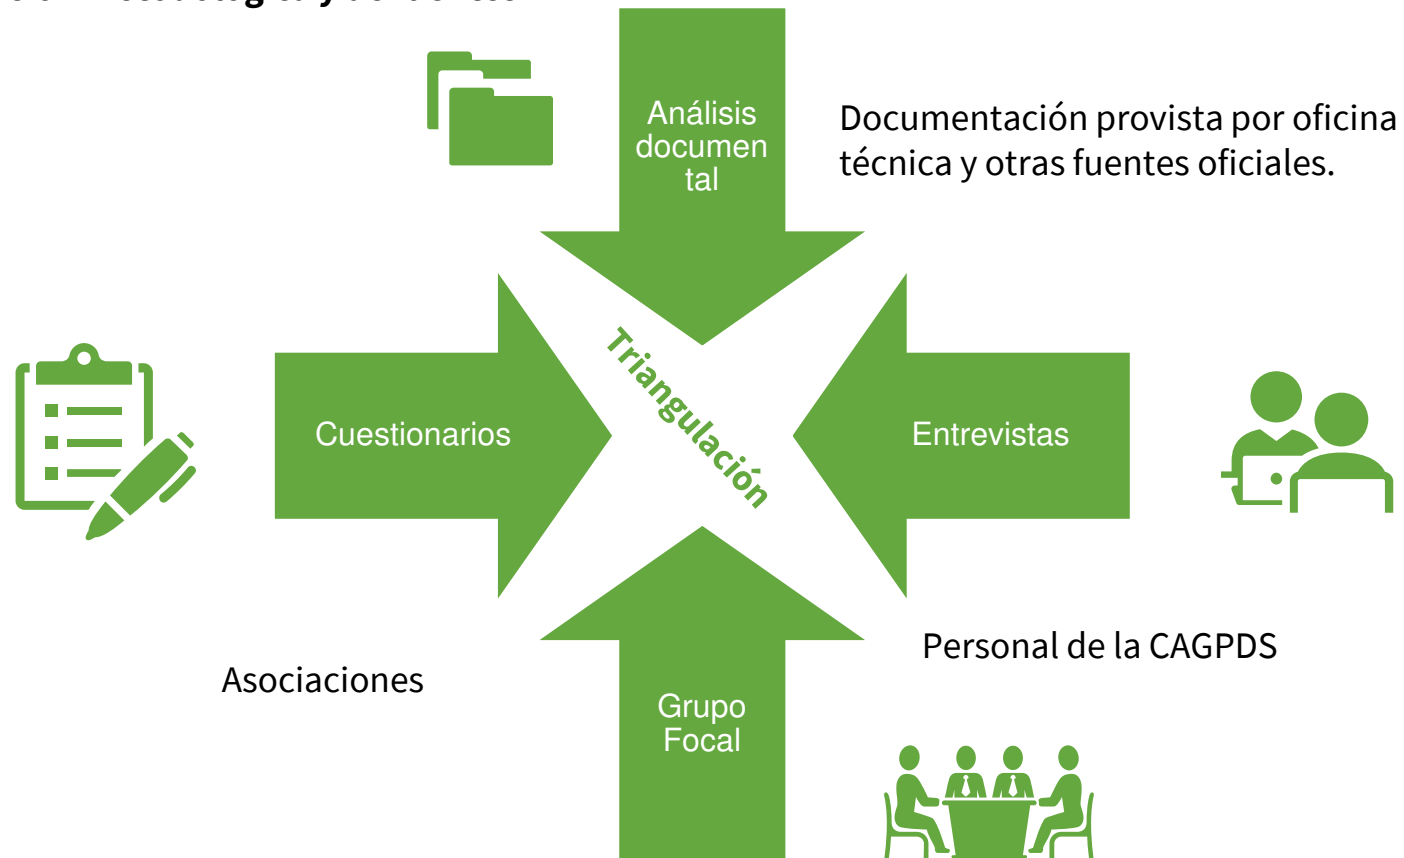 Análisis
documen
tal
Documentación provista por oficina
técnica y otras fuentes oficiales.
Triangulación
Cuestionarios
Entrevistas
Personal de la CAGPDS
Asociaciones
Grupo
Focal